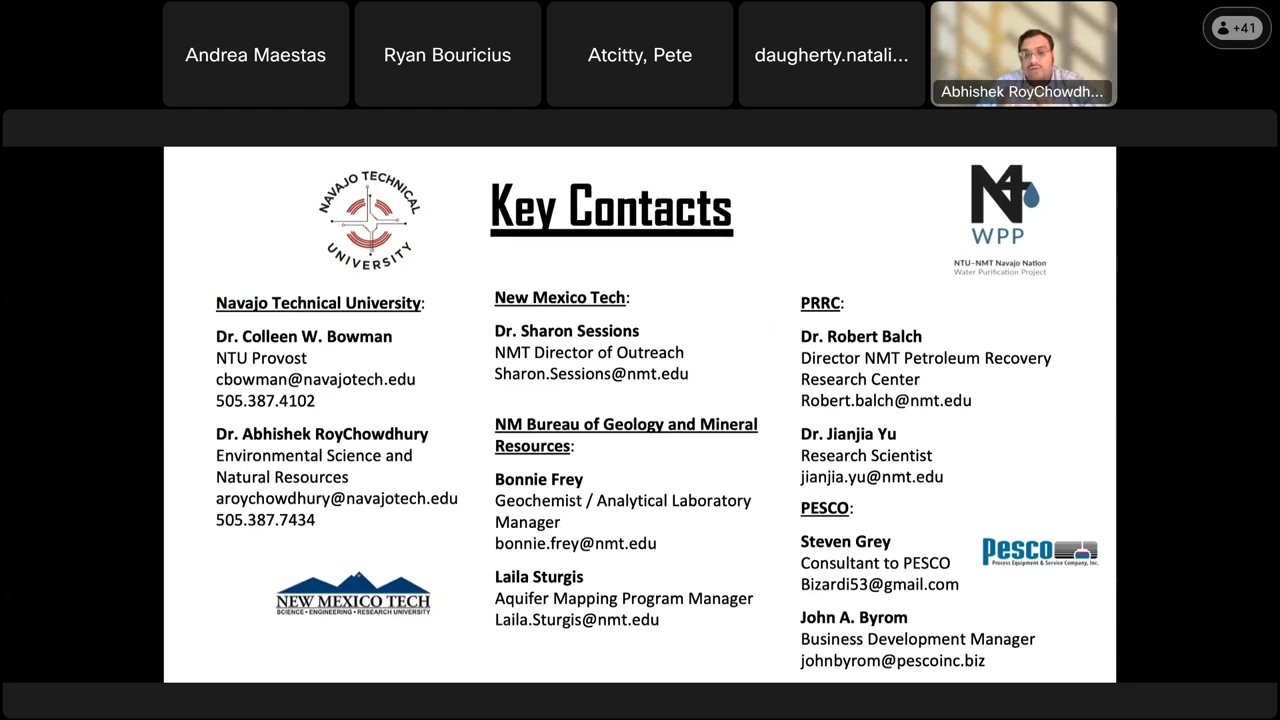 Andrea Maestas
Ryan Bouricius
Atcitty, Pete
daugherty.natali...
Abhishek RoyChowdh...
+41
NAVAJO TECHNICAL
UNIVERSITY
Key Contacts
N4
WPP
NTU-NMT Navajo Nation
Water Purification Project
Navajo Technical University:
Dr. Colleen W. Bowman
NTU Provost
cbowman@navajotech.edu
505.387.4102
Dr. Abhishek RoyChowdhury
Environmental Science and
Natural Resources
aroychowdhury@navajotech.edu
505.387.7434
NEW MEXICO TECH
SCIENCE • ENGINEERING • RESEARCH UNIVERSITY
New Mexico Tech:
Dr. Sharon Sessions
NMT Director of Outreach
Sharon.Sessions@nmt.edu
NM Bureau of Geology and Mineral
Resources:
Bonnie Frey
Geochemist / Analytical Laboratory
Manager
bonnie.frey@nmt.edu
Laila Sturgis
Aquifer Mapping Program Manager
Laila.Sturgis@nmt.edu
PRRC:
Dr. Robert Balch
Director NMT Petroleum Recovery
Research Center
Robert.balch@nmt.edu
Dr. Jianjia Yu
Research Scientist
jianjia.yu@nmt.edu
PESCO:
Steven Grey
Consultant to PESCO
Bizardi53@gmail.com
Pesco
Process Equipment & Service Company, Inc.
John A. Byrom
Business Development Manager
johnbyrom@pescoinc.biz